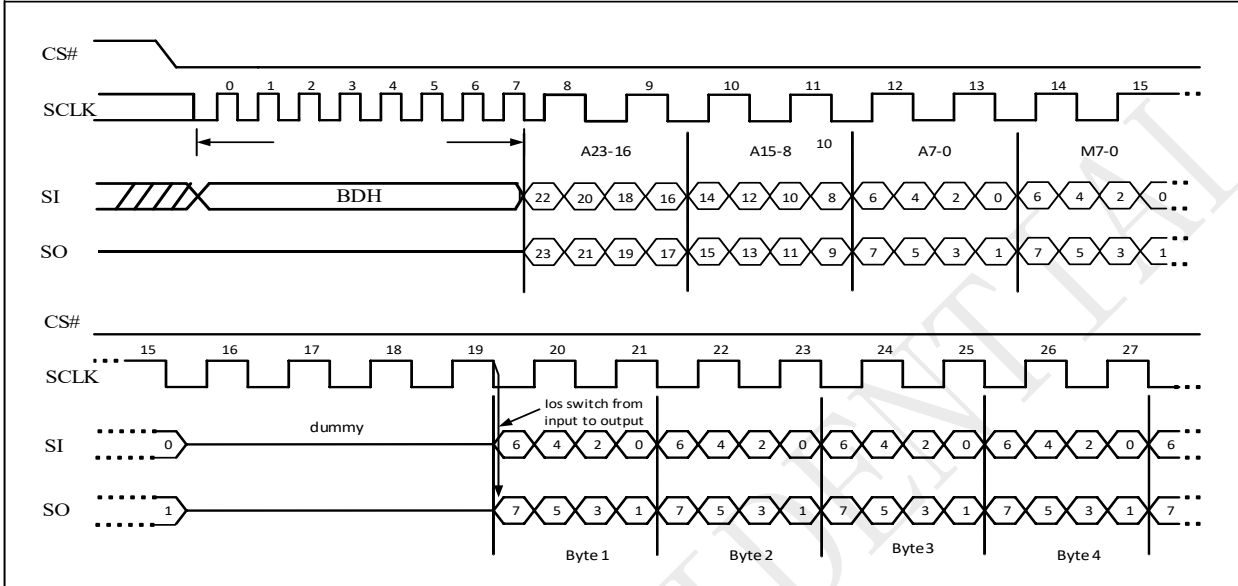 CS#
0 1 2 3 4 5 6 7 8 9 10 11 12 13 14 15
SCLK
A23-16 A15-8 10 A7-0 M7-0
SI BDH 22 20 18 16 14 12 10 8 6 4 2 0 6 4 2 0
SO 23 21 19 17 15 13 11 9 7 5 3 1 7 5 3 1
CS#
15 16 17 18 19 20 21 22 23 24 25 26 27
SCLK
Ios switch from
input to output
dummy
SI 0 6 4 2 0 6 4 2 0 6 4 2 0 6 4 2 0 6
SO 1 7 5 3 1 7 5 3 1 7 5 3 1 7 5 3 1 7
Byte 1 Byte 2 Byte 3 Byte 4